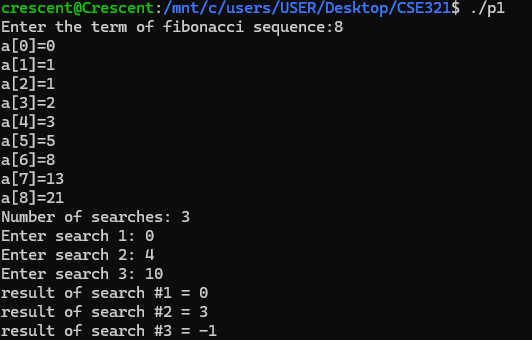 crescent@Crescent:/mnt/c/users/USER/Desktop/CSE321$ ./p1
Enter the term of fibonacci sequence:8
a[0]=0
a[1]=1
a[2]=1
a[3]=2
a[4]=3
a[5]=5
a[6]=8
a[7]=13
a[8]=21
Number of searches: 3
Enter search 1: 0
Enter search 2: 4
Enter search 3: 10
result of search #1 = 0
result of search #2 = 3
result of search #3 = -1